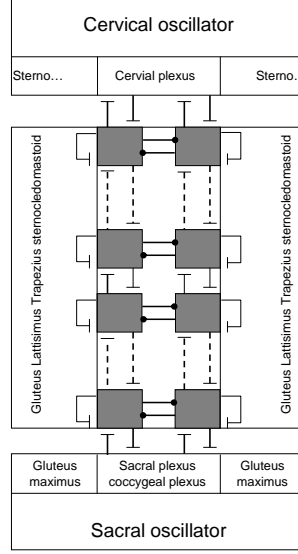 Cervical oscillator
Sterno...
Cervial plexus
Sterno..
Gluteus Lattisimus Trapezius sternocledomastoid
Gluteus Lattisimus Trapezius sternocledomastoid
Gluteus
maximus
Sacral plexus
coccygeal plexus
Gluteus
maximus
Sacral oscillator